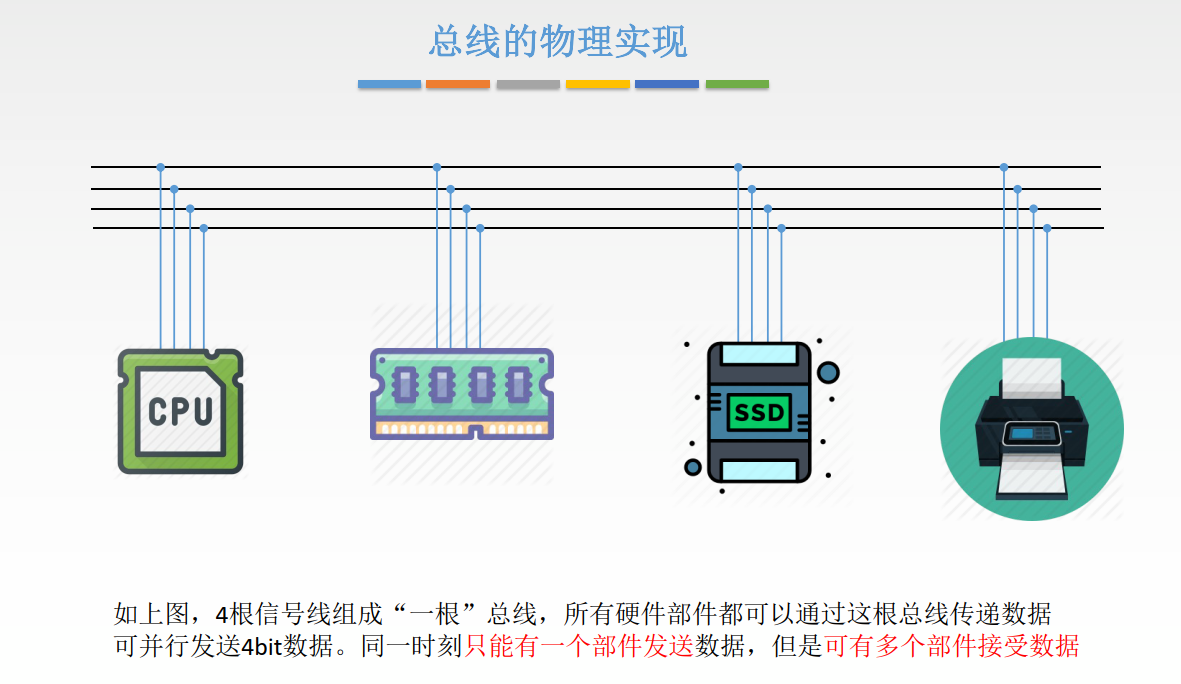 总线的物理实现
CPU
SSD
如上图，4根信号线组成“一根”总线，所有硬件部件都可以通过这根总线传递数据
可并行发送4bit数据。同一时刻只能有一个部件发送数据，但是可有多个部件接受数据